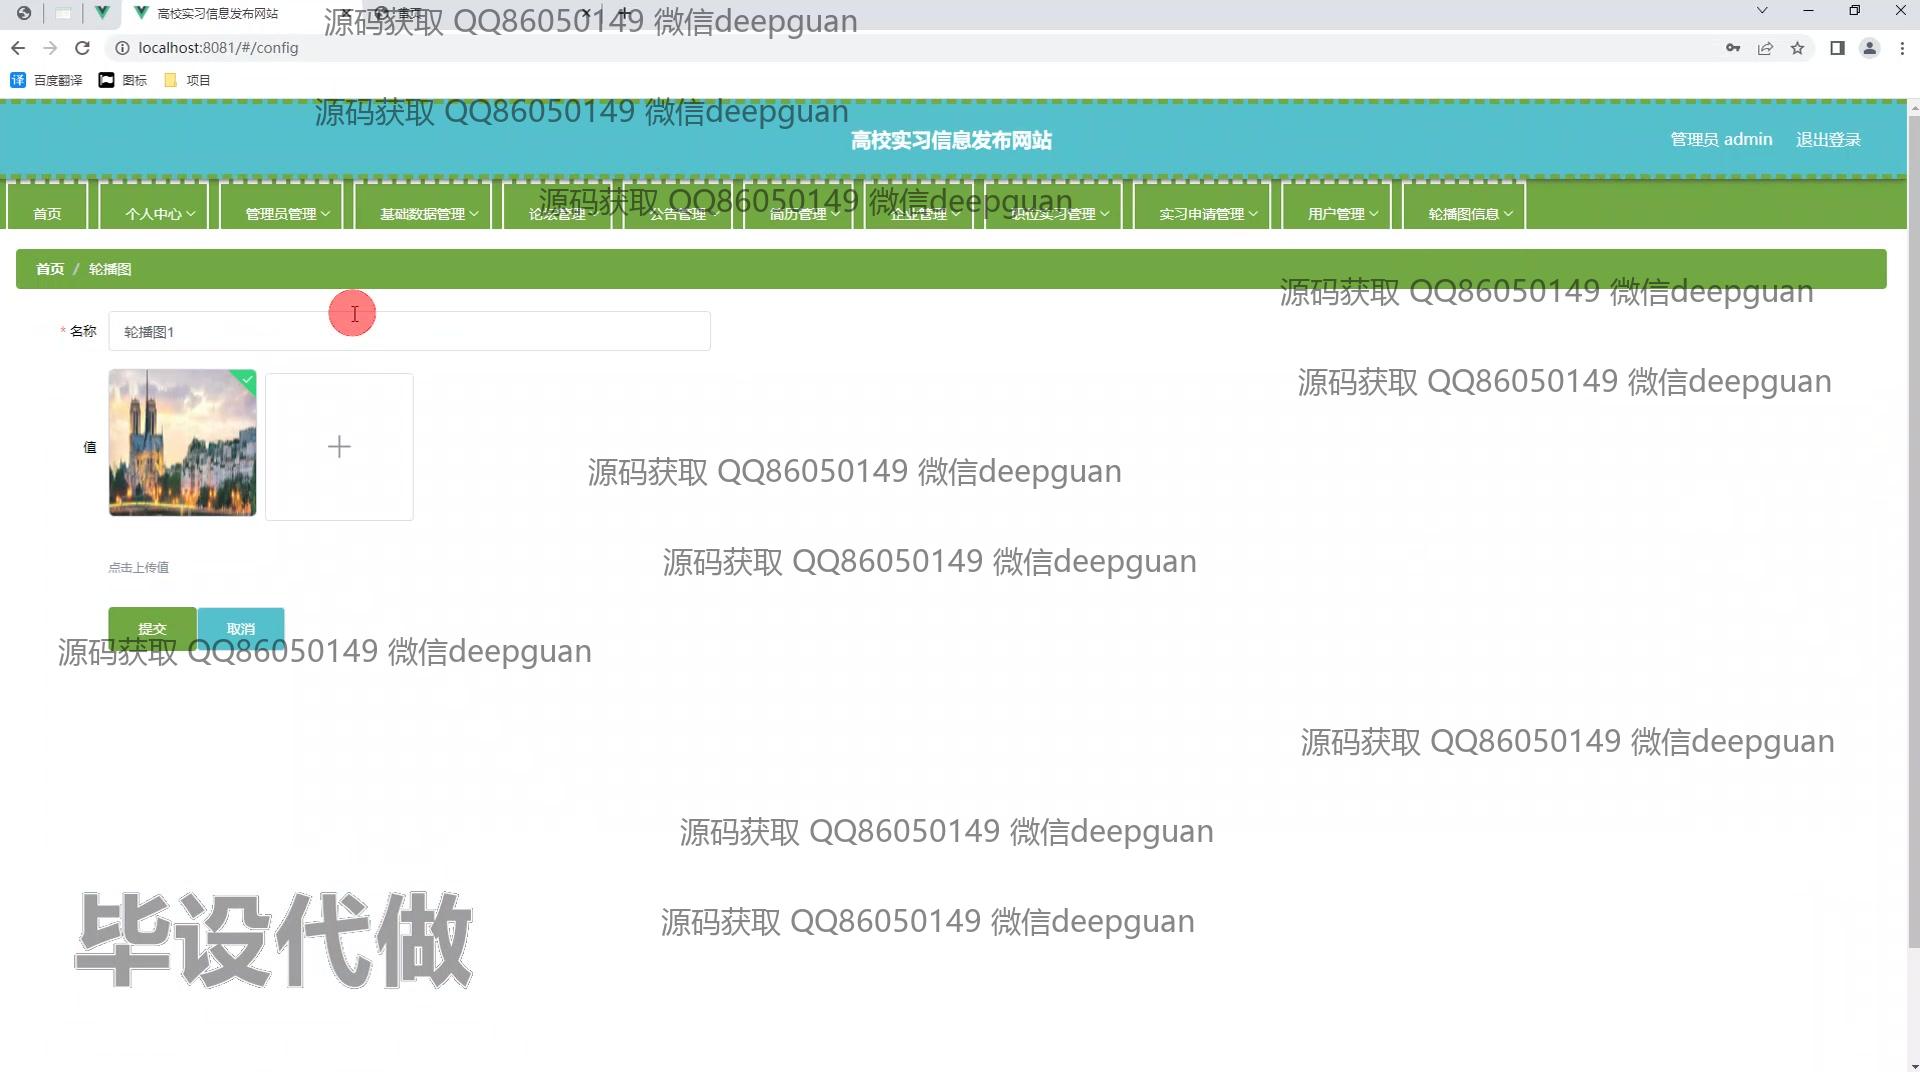 高校实习信息发布网站
首页
源码获取 QQ86050149 微信deepguan
localhost:8081/#/config
百度翻译 图标 项目
源码获取 QQ86050149 微信deepguan
高校实习信息发布网站
管理员 admin 退出登录
源码获取 QQ86050149 微信deepguan
首页 个人中心 管理员管理 基础数据管理 论坛管理 公告管理 简历管理 企业管理 职位实习管理 实习申请管理 用户管理 轮播图信息
首页 / 轮播图
源码获取 QQ86050149 微信deepguan
* 名称 轮播图1
源码获取 QQ86050149 微信deepguan
值
源码获取 QQ86050149 微信deepguan
源码获取 QQ86050149 微信deepguan
点击上传值
提交 取消
源码获取 QQ86050149 微信deepguan
源码获取 QQ86050149 微信deepguan
源码获取 QQ86050149 微信deepguan
源码获取 QQ86050149 微信deepguan
毕设代做